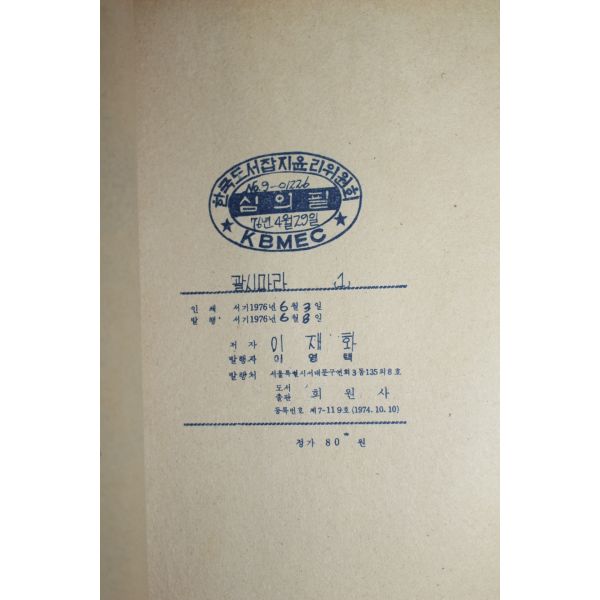 한국도서잡지윤리위원회
No. 9-01226
심의필
76년 4월 29일
★ KBMEC ★
괄시마라 1
인쇄 서기1976년 6월 3일
발행 서기1976년 6월 8일
저자 이재화
발행자 이영택
발행처 서울특별시서대문구연희3동135의8호
도서출판 회원사
등록번호 제7-119호 (1974. 10. 10)
정가 80원